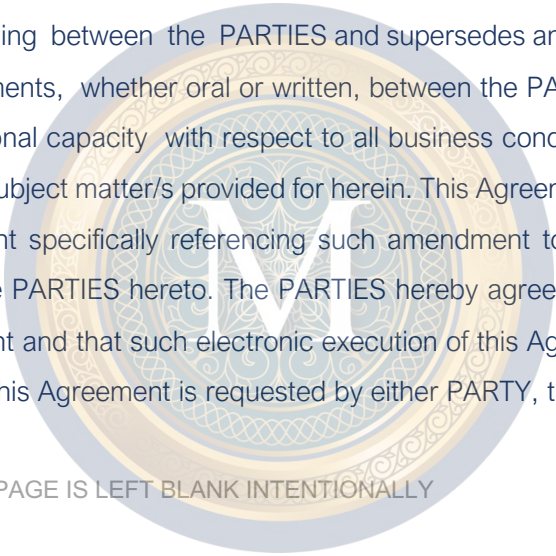 ing between the PARTIES and supersedes ar
nents, whether oral or written, between the PA
onal capacity with respect to all business cond
ubject matter/s provided for herein. This Agreem
nt specifically referencing such amendment to
e PARTIES hereto. The PARTIES hereby agree
nt and that such electronic execution of this Ag
his Agreement is requested by either PARTY, t
M
PAGE IS LEFT BLANK INTENTIONALLY